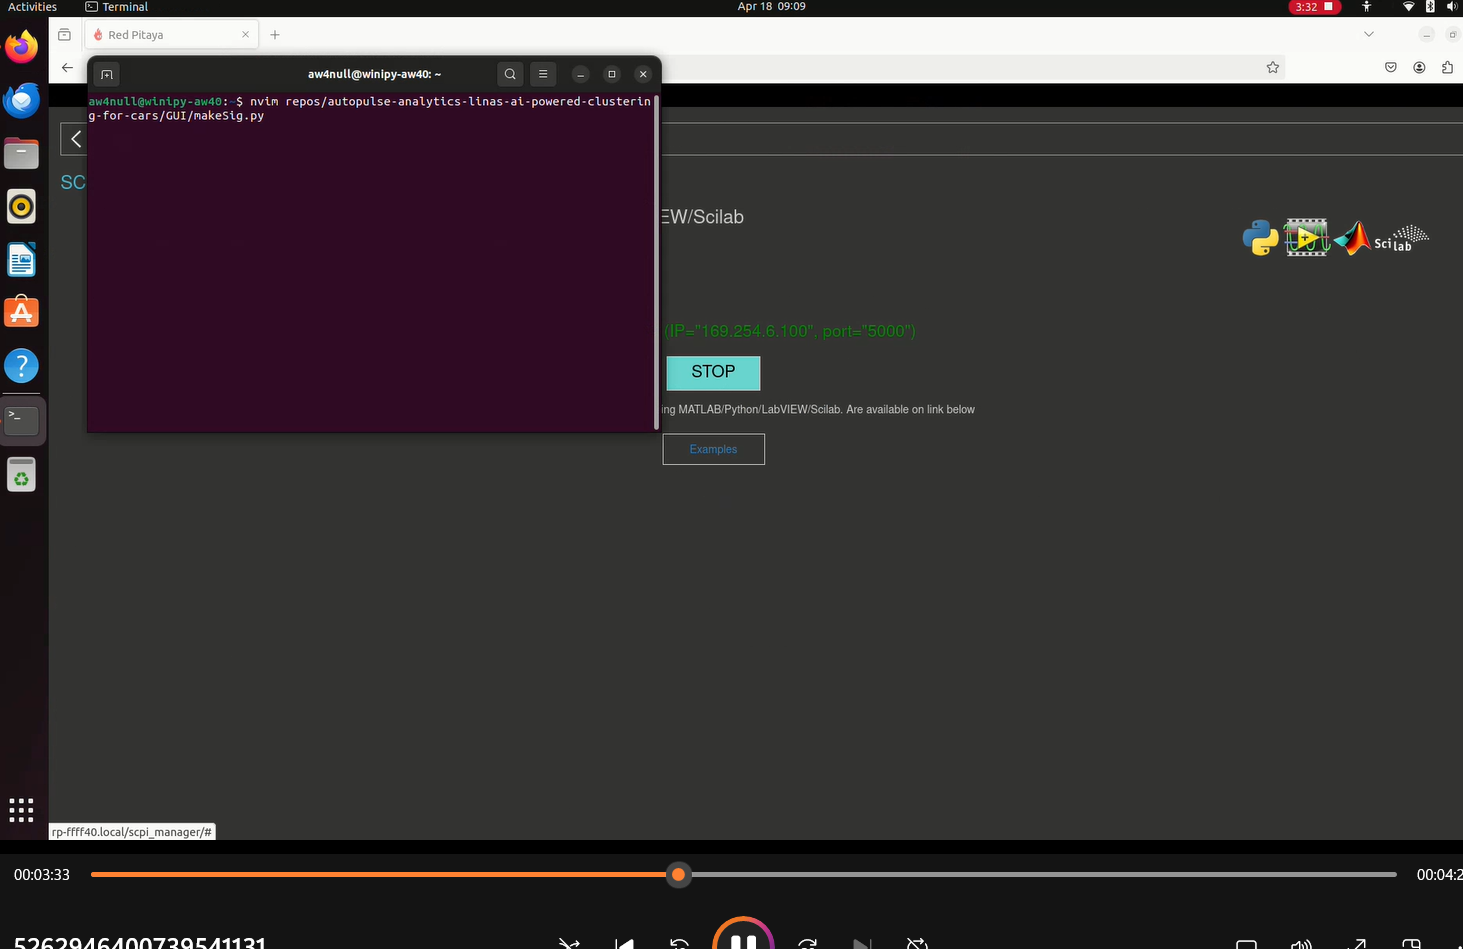 Activities
Terminal
Apr 18 09:09
3:32
Red Pitaya
aw4null@winipy-aw40: ~
aw4null@winipy-aw40:~$ nvim repos/autopulse-analytics-linas-ai-powered-clusterin
g-for-cars/GUI/makeSig.py
SC
EW/Scilab
Scilab
(IP="169.254.6.100", port="5000")
STOP
ing MATLAB/Python/LabVIEW/Scilab. Are available on link below
Examples
rp-ffff40.local/scpi_manager/#
00:03:33
00:04:2
5262946400739541131